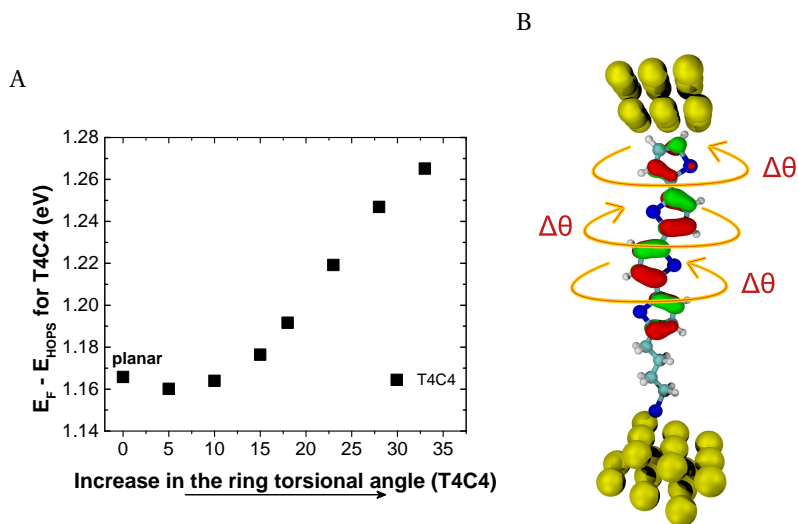 A
B
1.28
1.26
1.24
1.22
1.20
1.18
1.16
1.14
E_F - E_HOPS for T4C4 (eV)
planar
T4C4
0 5 10 15 20 25 30 35
Increase in the ring torsional angle (T4C4)
Δθ
Δθ
Δθ